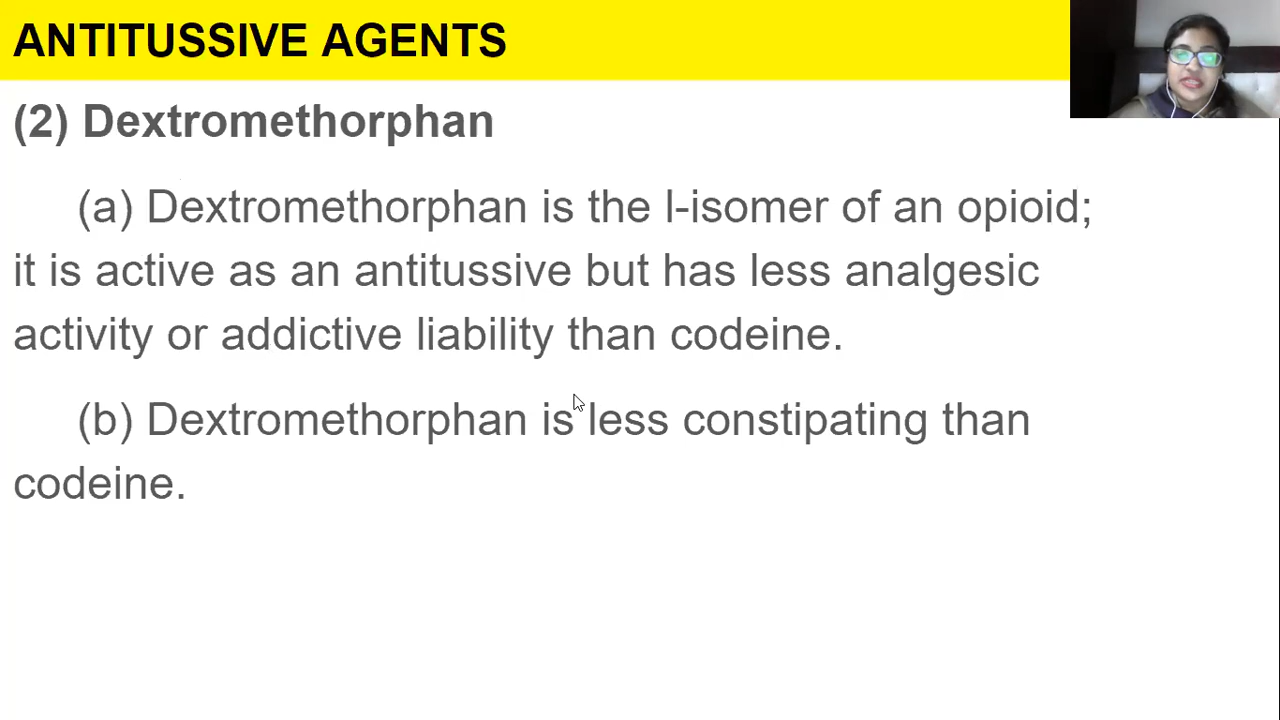 ANTITUSSIVE AGENTS
(2) Dextromethorphan
(a) Dextromethorphan is the l-isomer of an opioid;
it is active as an antitussive but has less analgesic
activity or addictive liability than codeine.
(b) Dextromethorphan is less constipating than
codeine.